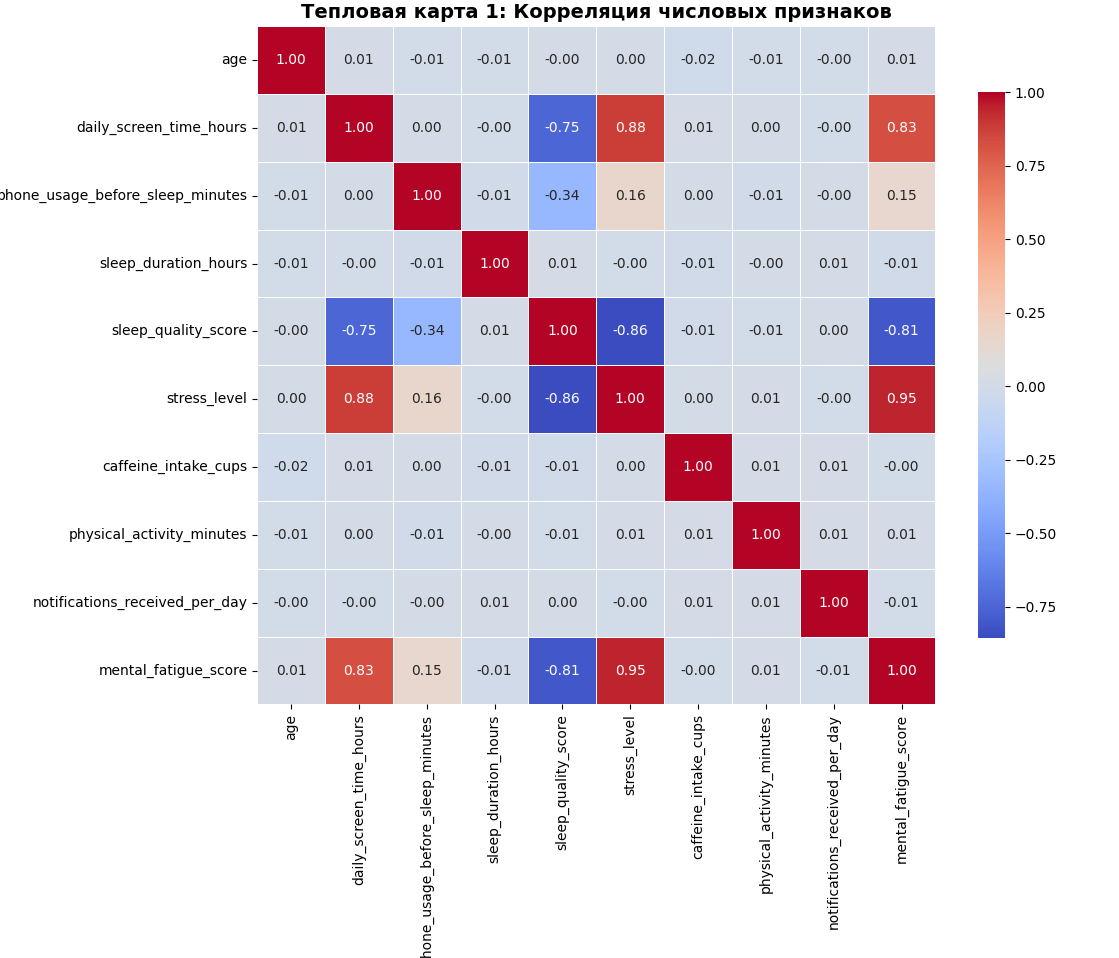 Тепловая карта 1: Корреляция числовых признаков
age 1.00 0.01 -0.01 -0.01 -0.00 0.00 -0.02 -0.01 -0.00 0.01
daily_screen_time_hours 0.01 1.00 0.00 -0.00 -0.75 0.88 0.01 0.00 -0.00 0.83
phone_usage_before_sleep_minutes -0.01 0.00 1.00 -0.01 -0.34 0.16 0.00 -0.01 -0.00 0.15
sleep_duration_hours -0.01 -0.00 -0.01 1.00 0.01 -0.00 -0.01 -0.00 0.01 -0.01
sleep_quality_score -0.00 -0.75 -0.34 0.01 1.00 -0.86 -0.01 -0.01 0.00 -0.81
stress_level 0.00 0.88 0.16 -0.00 -0.86 1.00 0.00 0.01 -0.00 0.95
caffeine_intake_cups -0.02 0.01 0.00 -0.01 -0.01 0.00 1.00 0.01 0.01 -0.00
physical_activity_minutes -0.01 0.00 -0.01 -0.00 -0.01 0.01 0.01 1.00 0.01 0.01
notifications_received_per_day -0.00 -0.00 -0.00 0.01 0.00 -0.00 0.01 0.01 1.00 -0.01
mental_fatigue_score 0.01 0.83 0.15 -0.01 -0.81 0.95 -0.00 0.01 -0.01 1.00
age
daily_screen_time_hours
hone_usage_before_sleep_minutes
sleep_duration_hours
sleep_quality_score
stress_level
caffeine_intake_cups
physical_activity_minutes
notifications_received_per_day
mental_fatigue_score
1.00
0.75
0.50
0.25
0.00
−0.25
−0.50
−0.75